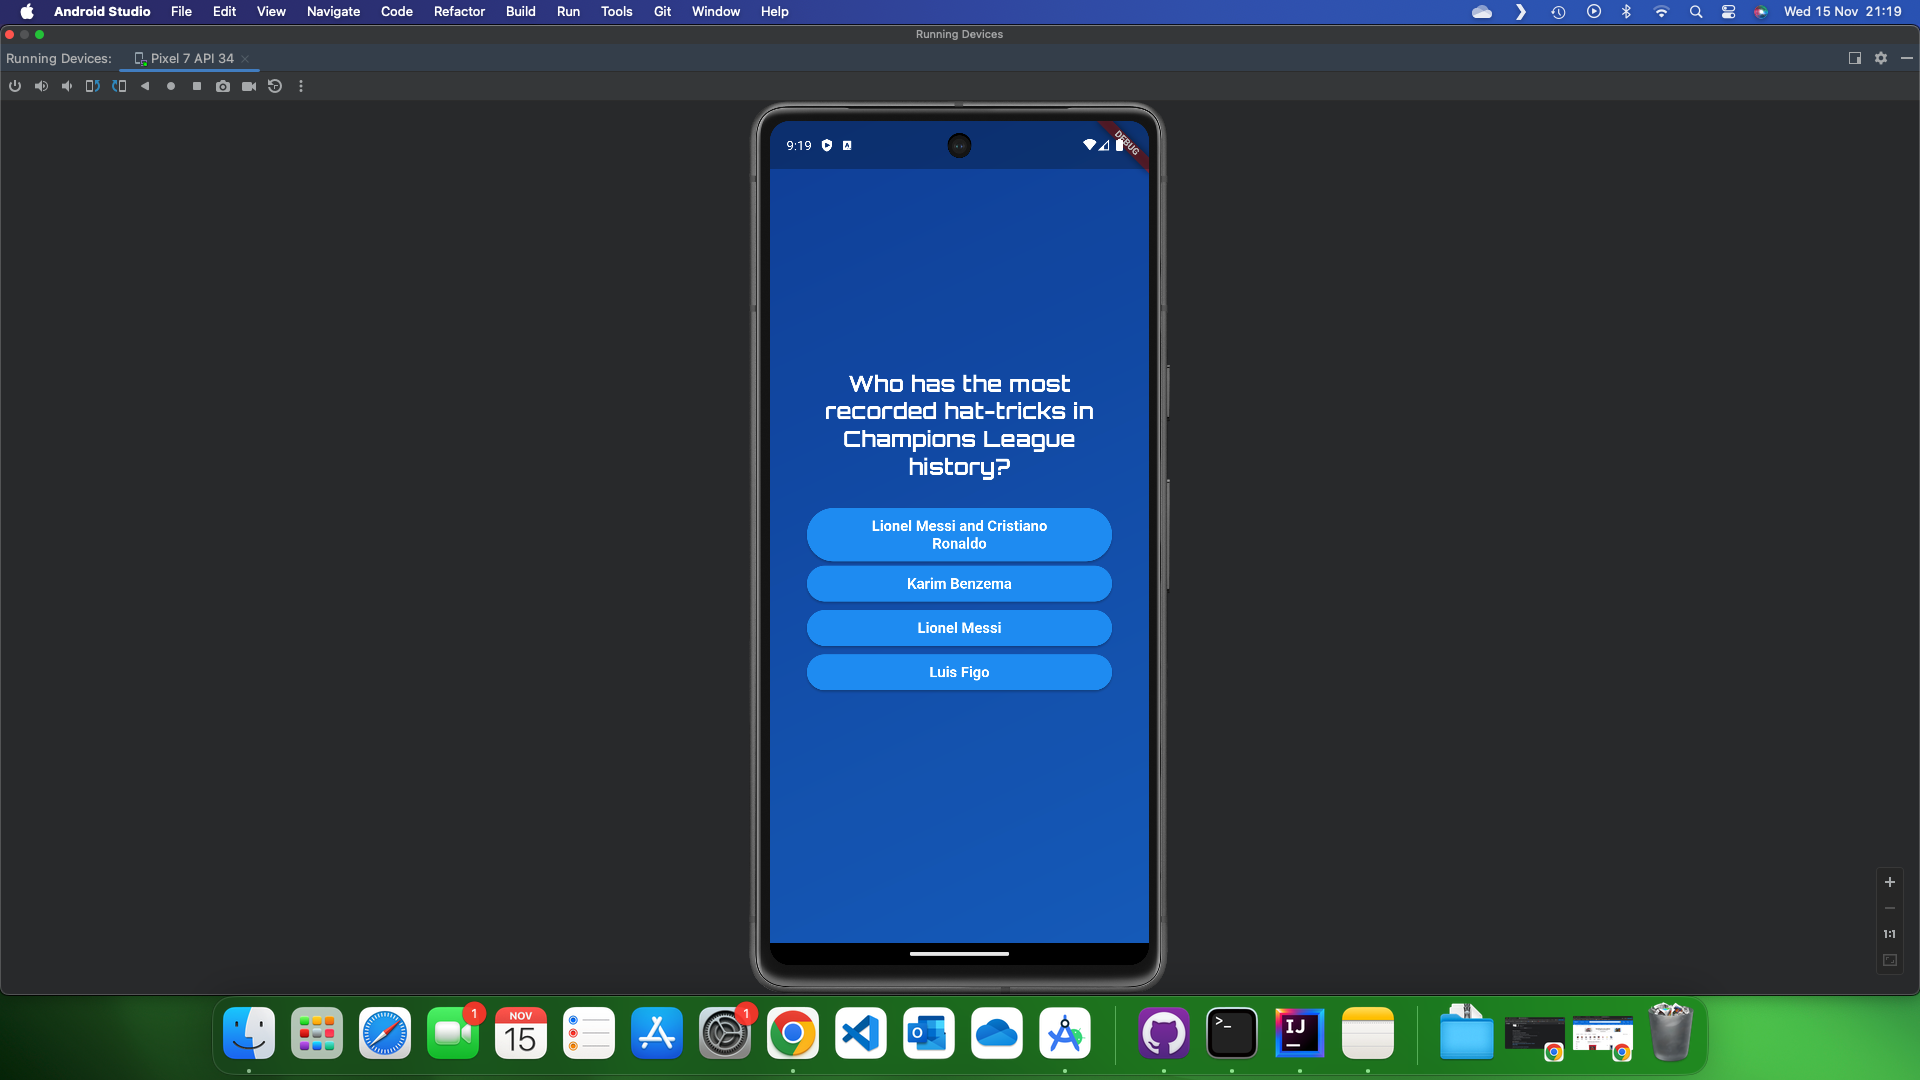 Android Studio File Edit View Navigate Code Refactor Build Run Tools Git Window Help Wed 15 Nov 21:19
Running Devices
Running Devices: Pixel 7 API 34
9:19
DEBUG
Who has the most
recorded hat-tricks in
Champions League
history?
Lionel Messi and Cristiano
Ronaldo
Karim Benzema
Lionel Messi
Luis Figo
1:1
1
NOV
15
1
IJ